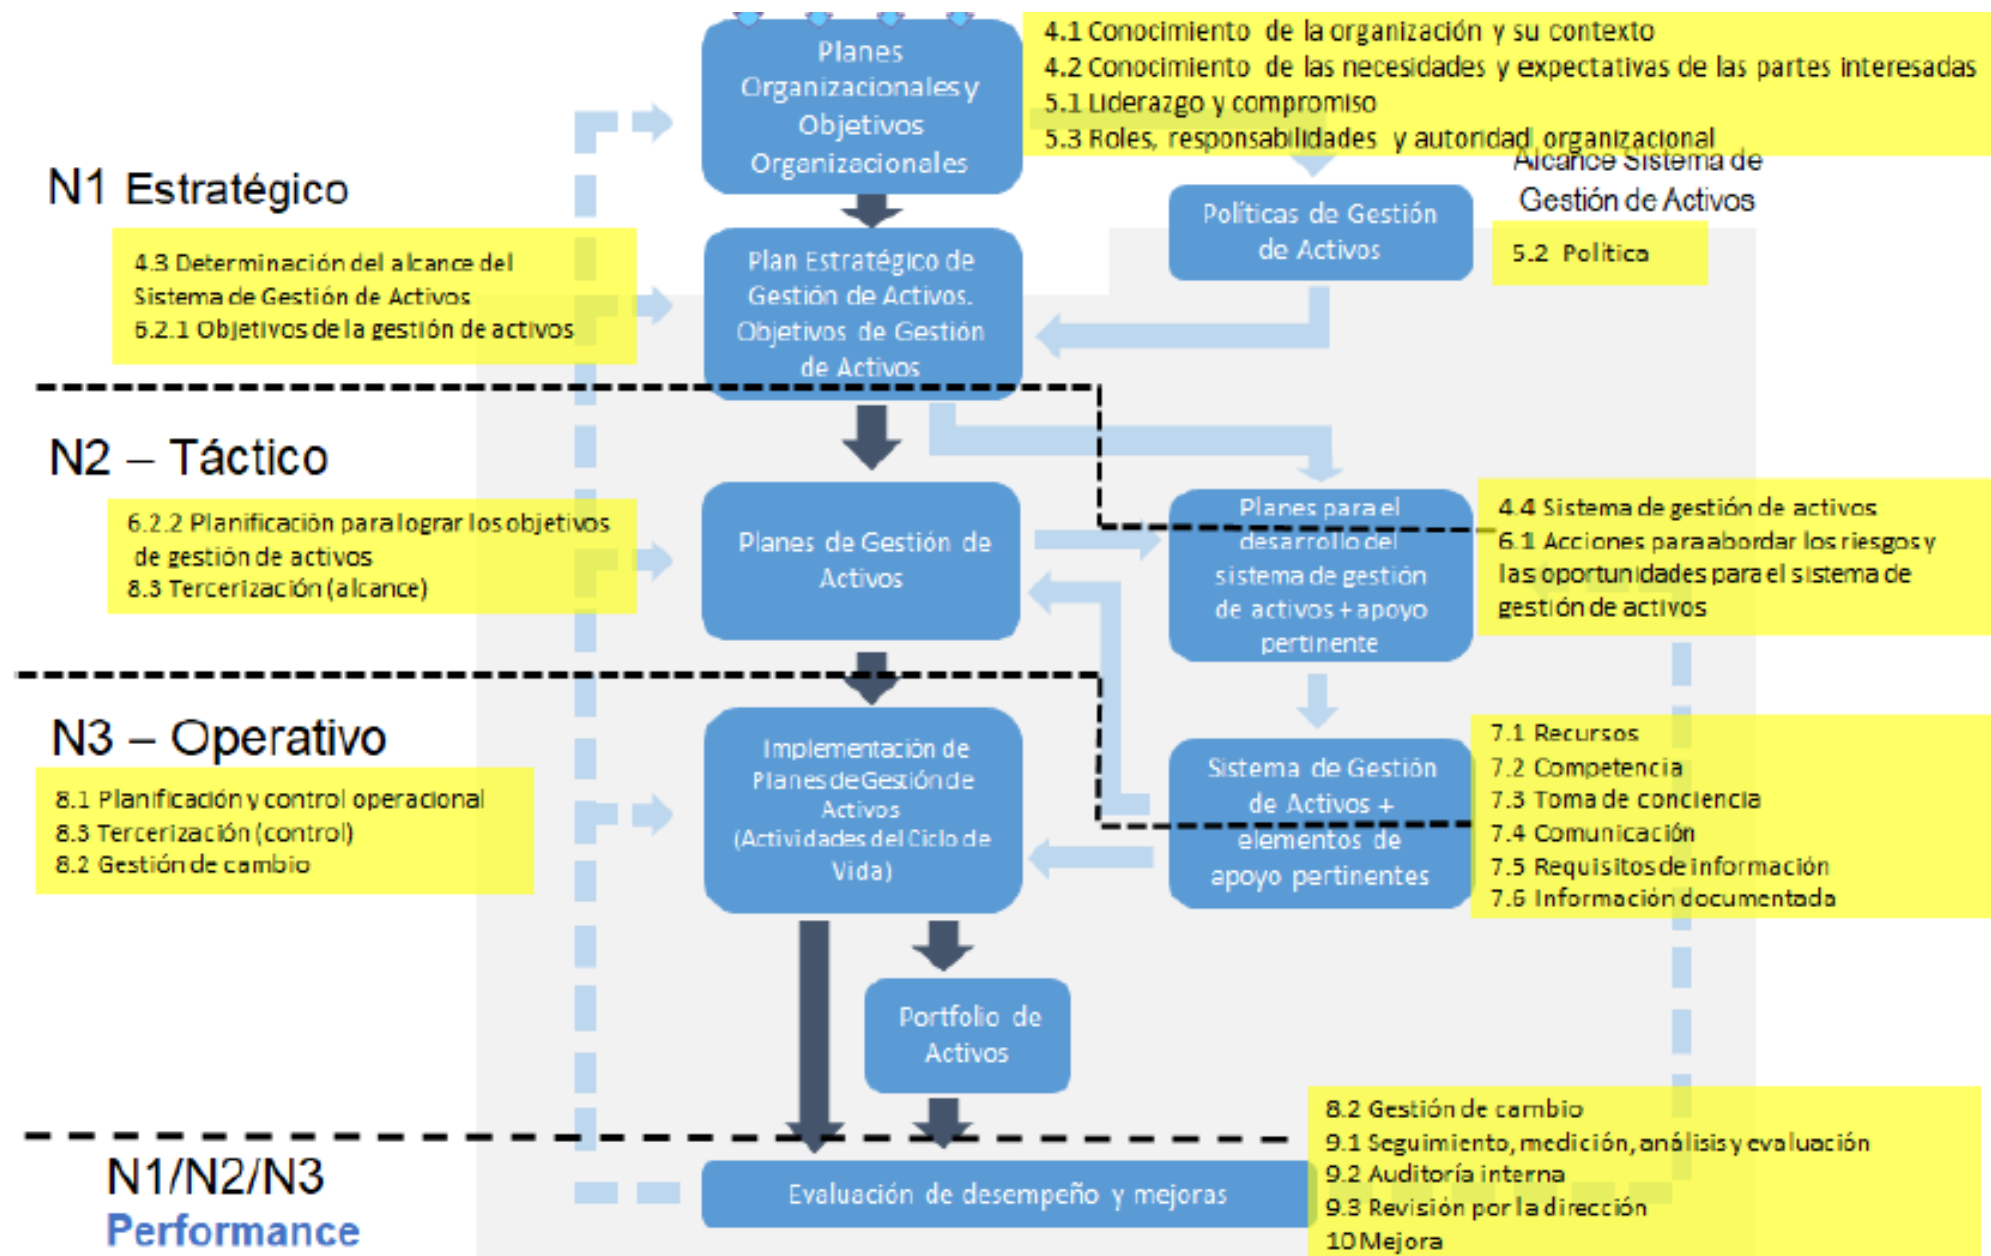 Planes
Organizacionales y
Objetivos
Organizacionales
4.1 Conocimiento de la organización y su contexto
4.2 Conocimiento de las necesidades y expectativas de las partes interesadas
5.1 Liderazgo y compromiso
5.3 Roles, responsabilidades y autoridad organizacional
N1 Estratégico
Alcance Sistema de
Gestión de Activos
Políticas de Gestión
de Activos
5.2 Política
4.3 Determinación del alcance del
Sistema de Gestión de Activos
6.2.1 Objetivos de la gestión de activos
Plan Estratégico de
Gestión de Activos.
Objetivos de Gestión
de Activos
N2 – Táctico
6.2.2 Planificación para lograr los objetivos
de gestión de activos
8.3 Tercerización (alcance)
Planes de Gestión de
Activos
Planes para el
desarrollo del
sistema de gestión
de activos + apoyo
pertinente
4.4 Sistema de gestión de activos
6.1 Acciones para abordar los riesgos y
las oportunidades para el sistema de
gestión de activos
N3 – Operativo
8.1 Planificación y control operacional
8.3 Tercerización (control)
8.2 Gestión de cambio
Implementación de
Planes de Gestión de
Activos
(Actividades del Ciclo de
Vida)
Sistema de Gestión
de Activos +
elementos de
apoyo pertinentes
7.1 Recursos
7.2 Competencia
7.3 Toma de conciencia
7.4 Comunicación
7.5 Requisitos de información
7.6 Información documentada
Portfolio de
Activos
N1/N2/N3
Performance
Evaluación de desempeño y mejoras
8.2 Gestión de cambio
9.1 Seguimiento, medición, análisis y evaluación
9.2 Auditoría interna
9.3 Revisión por la dirección
10 Mejora